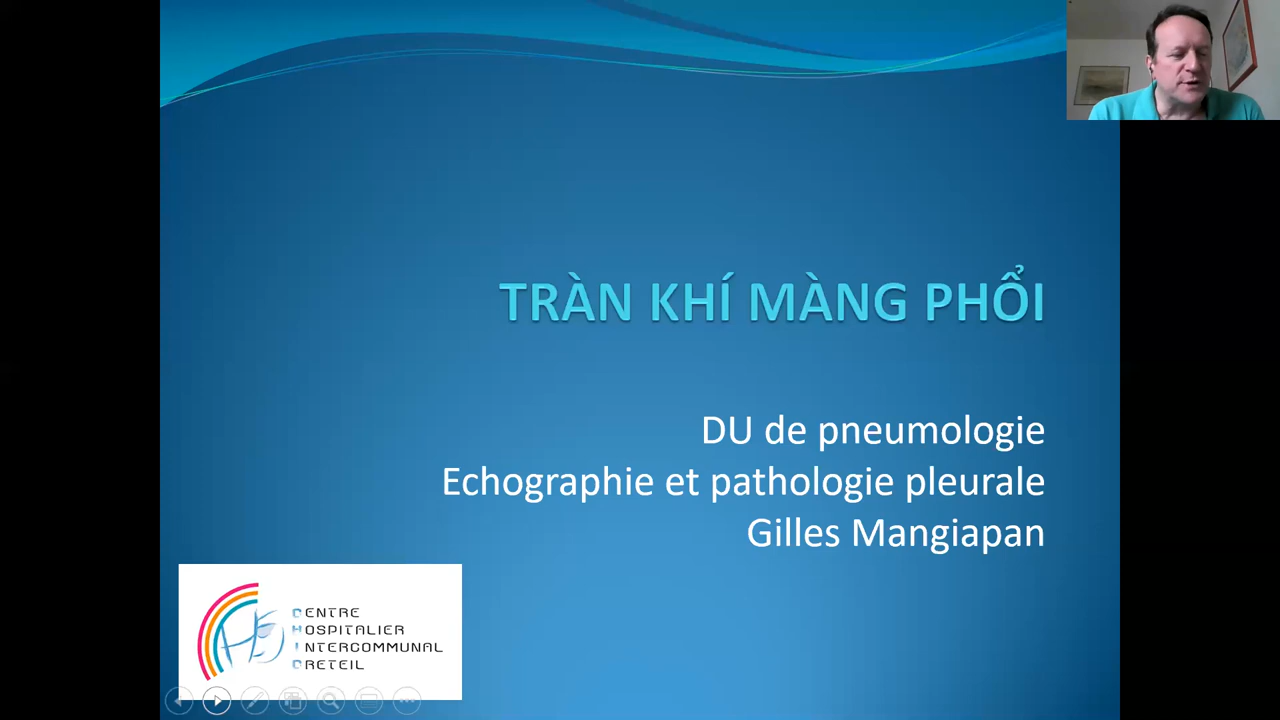 TRÀN KHÍ MÀNG PHỔI
DU de pneumologie
Echographie et pathologie pleurale
Gilles Mangiapan
CENTRE
HOSPITALIER
INTERCOMMUNAL
CRETEIL